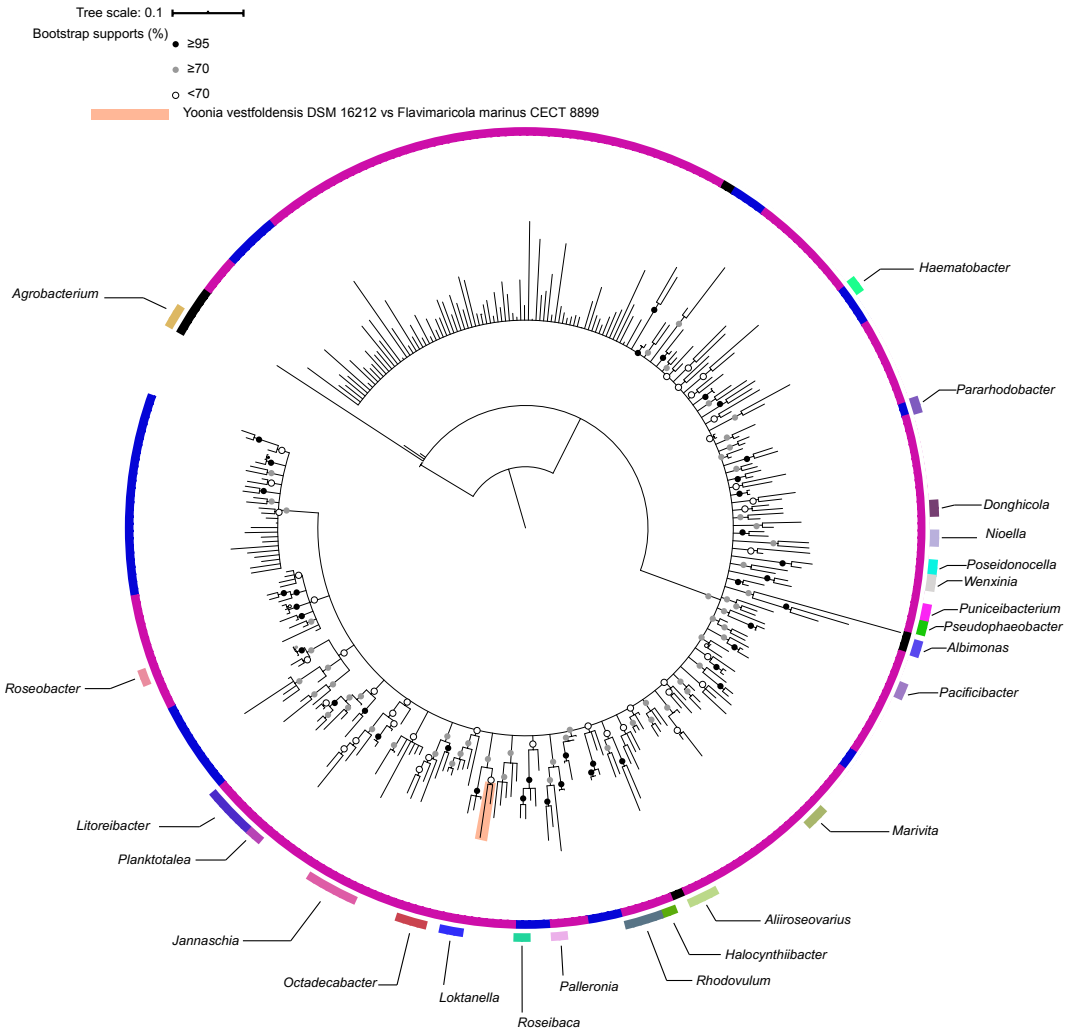 Tree scale: 0.1
Bootstrap supports (%)
≥95
≥70
<70
Yoonia vestfoldensis DSM 16212 vs Flavimaricola marinus CECT 8899
Haematobacter
Agrobacterium
Pararhodobacter
Donghicola
Nioella
Poseidonocella
Wenxinia
Puniceibacterium
Pseudophaeobacter
Albimonas
Roseobacter
Pacificibacter
Litoreibacter
Marivita
Planktotalea
Aliiroseovarius
Jannaschia
Halocynthiibacter
Octadecabacter
Rhodovulum
Palleronia
Loktanella
Roseibaca